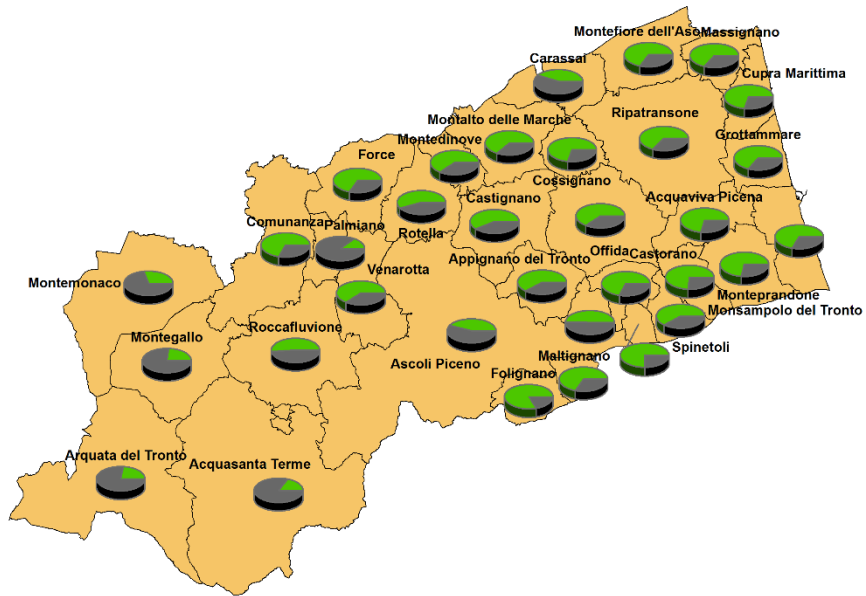 Montefiore dell'Aso
Massignano
Carassai
Cupra Marittima
Montalto delle Marche
Ripatransone
Montedinove
Grottammare
Force
Cossignano
Castignano
Acquaviva Picena
Comunanza
Palmiano
Rotella
Offida
Castorano
Appignano del Tronto
Venarotta
Montemonaco
Monteprandone
Monsampolo del Tronto
Roccafluvione
Montegallo
Spinetoli
Ascoli Piceno
Maltignano
Folignano
Arquata del Tronto
Acquasanta Terme